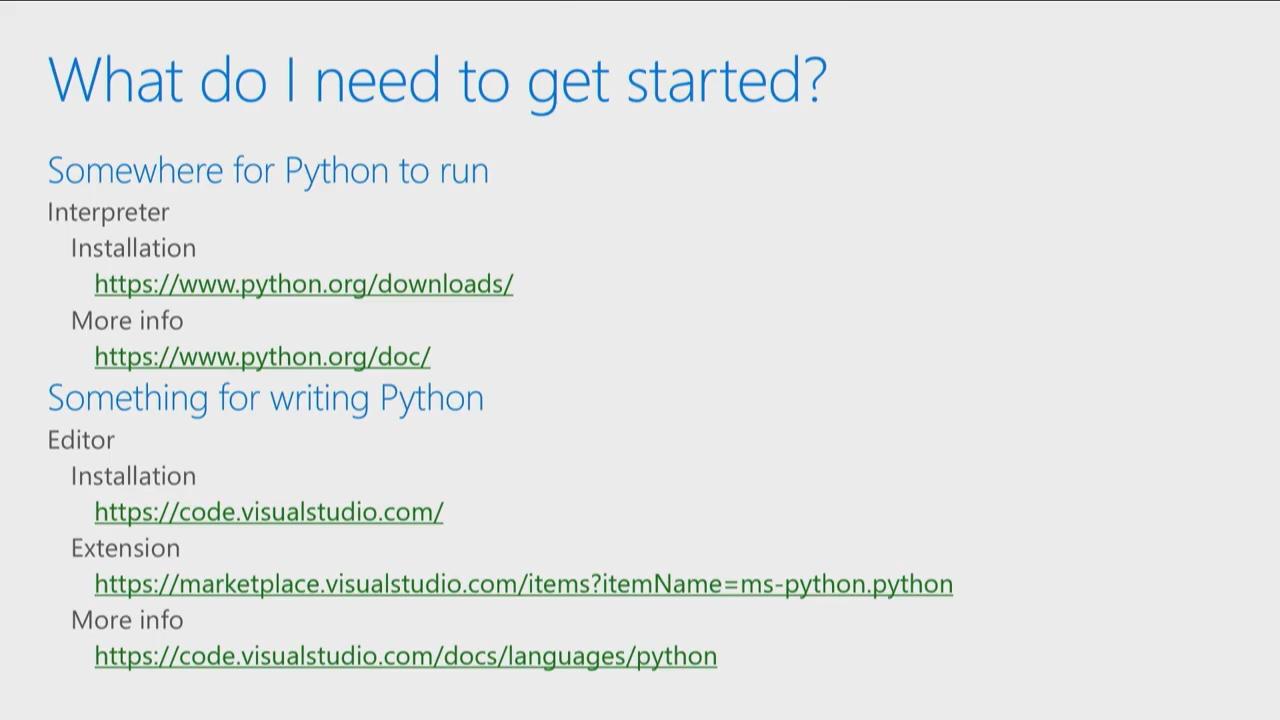 What do I need to get started?
Somewhere for Python to run
Interpreter
Installation
https://www.python.org/downloads/
More info
https://www.python.org/doc/
Something for writing Python
Editor
Installation
https://code.visualstudio.com/
Extension
https://marketplace.visualstudio.com/items?itemName=ms-python.python
More info
https://code.visualstudio.com/docs/languages/python